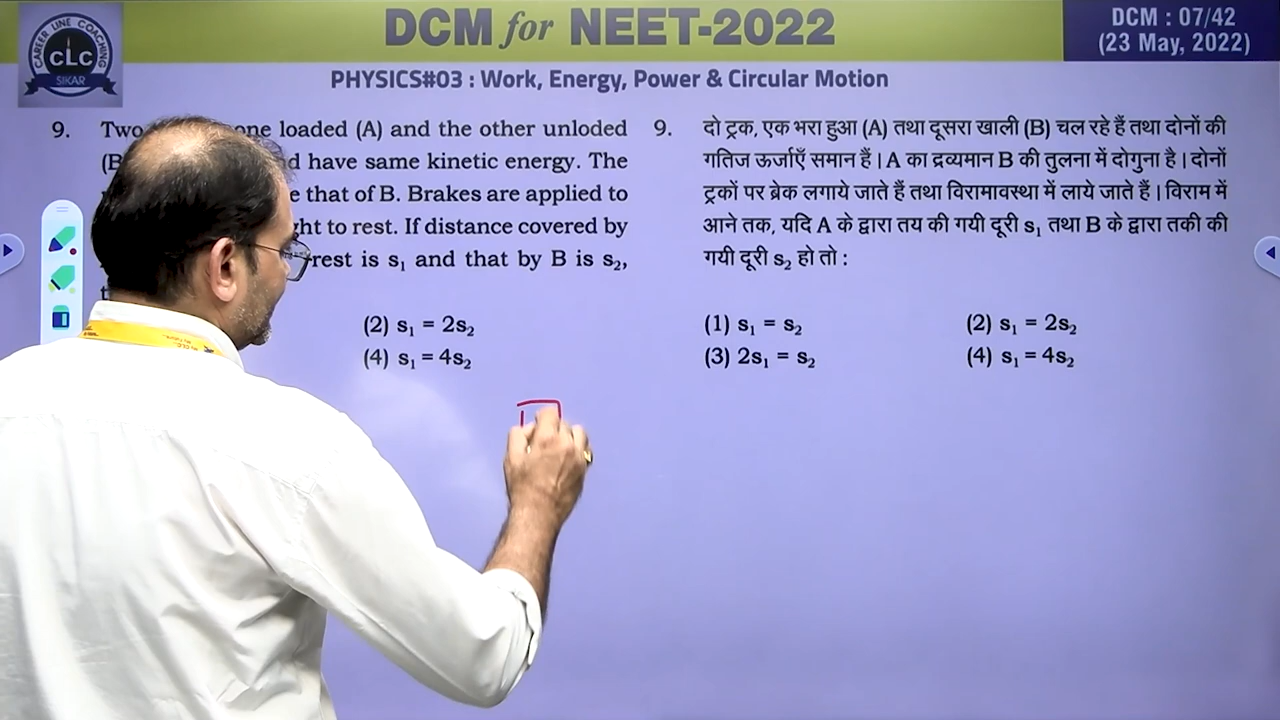 CAREER LINE COACHING
CLC
SIKAR
DCM for NEET-2022
DCM : 07/42
(23 May, 2022)
PHYSICS#03 : Work, Energy, Power & Circular Motion
9. Two one loaded (A) and the other unloded
(B have same kinetic energy. The
that of B. Brakes are applied to
to rest. If distance covered by
rest is s₁ and that by B is s₂,
(2) s₁ = 2s₂
(4) s₁ = 4s₂
9. दो ट्रक, एक भरा हुआ (A) तथा दूसरा खाली (B) चल रहे हैं तथा दोनों की
गतिज ऊर्जाएँ समान हैं। A का द्रव्यमान B की तुलना में दोगुना है। दोनों
ट्रकों पर ब्रेक लगाये जाते हैं तथा विरामावस्था में लाये जाते हैं। विराम में
आने तक, यदि A के द्वारा तय की गयी दूरी s₁ तथा B के द्वारा तकी की
गयी दूरी s₂ हो तो :
(1) s₁ = s₂ (2) s₁ = 2s₂
(3) 2s₁ = s₂ (4) s₁ = 4s₂